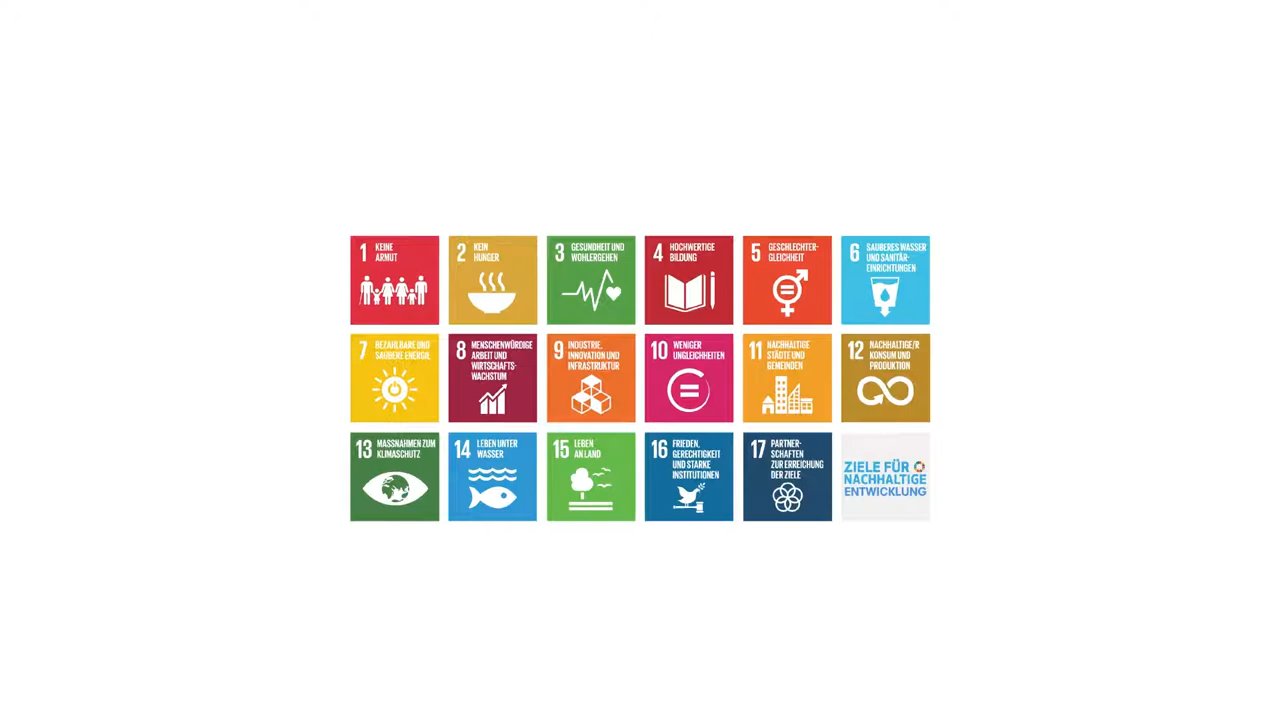 1 KEINE
ARMUT
2 KEIN
HUNGER
3 GESUNDHEIT UND
WOHLERGEHEN
4 HOCHWERTIGE
BILDUNG
5 GESCHLECHTER-
GLEICHHEIT
6 SAUBERES WASSER
UND SANITÄR-
EINRICHTUNGEN
7 BEZAHLBARE UND
SAUBERE ENERGIE
8 MENSCHENWÜRDIGE
ARBEIT UND
WIRTSCHAFTS-
WACHSTUM
9 INDUSTRIE,
INNOVATION UND
INFRASTRUKTUR
10 WENIGER
UNGLEICHHEITEN
11 NACHHALTIGE
STÄDTE UND
GEMEINDEN
12 NACHHALTIGE/R
KONSUM UND
PRODUKTION
13 MASSNAHMEN ZUM
KLIMASCHUTZ
14 LEBEN UNTER
WASSER
15 LEBEN
AN LAND
16 FRIEDEN,
GERECHTIGKEIT
UND STARKE
INSTITUTIONEN
17 PARTNER-
SCHAFTEN
ZUR ERREICHUNG
DER ZIELE
ZIELE FÜR
NACHHALTIGE
ENTWICKLUNG